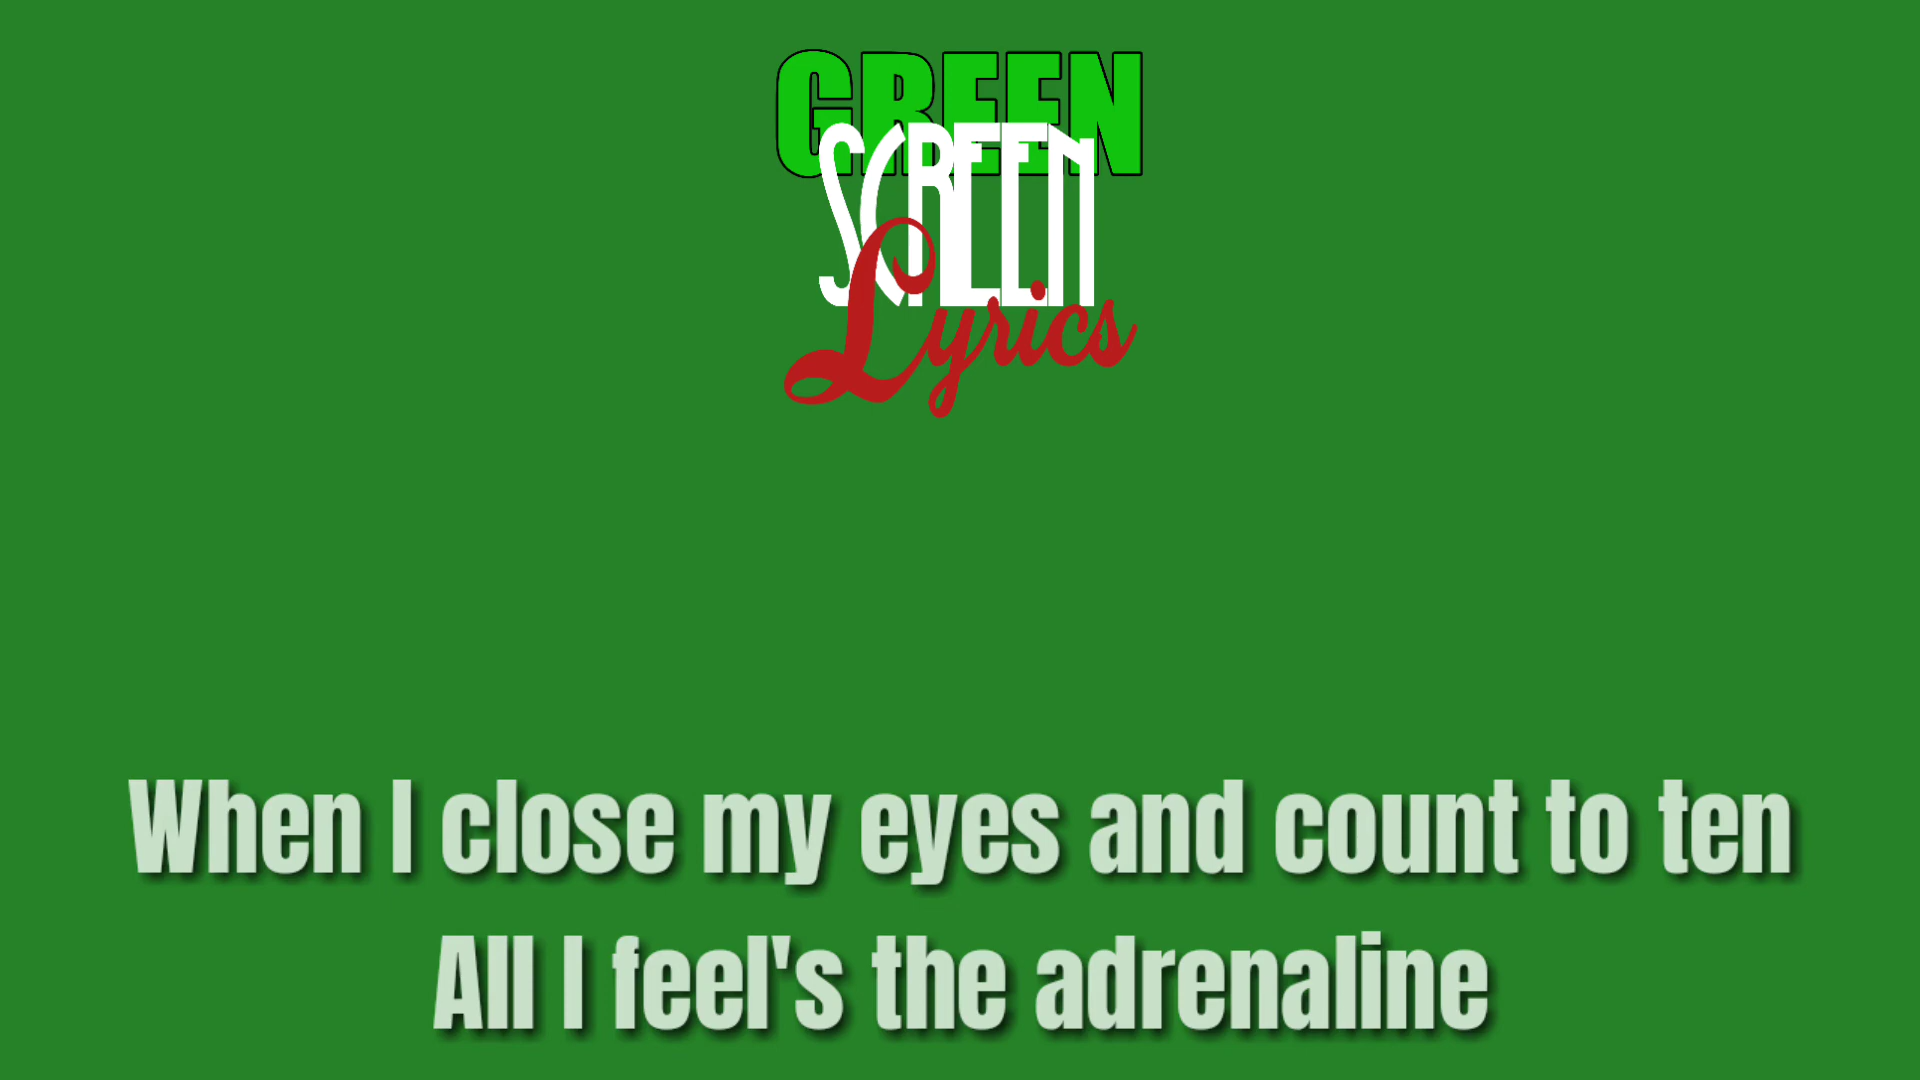 GREEN
SCREEN
Lyrics
When I close my eyes and count to ten
All I feel's the adrenaline